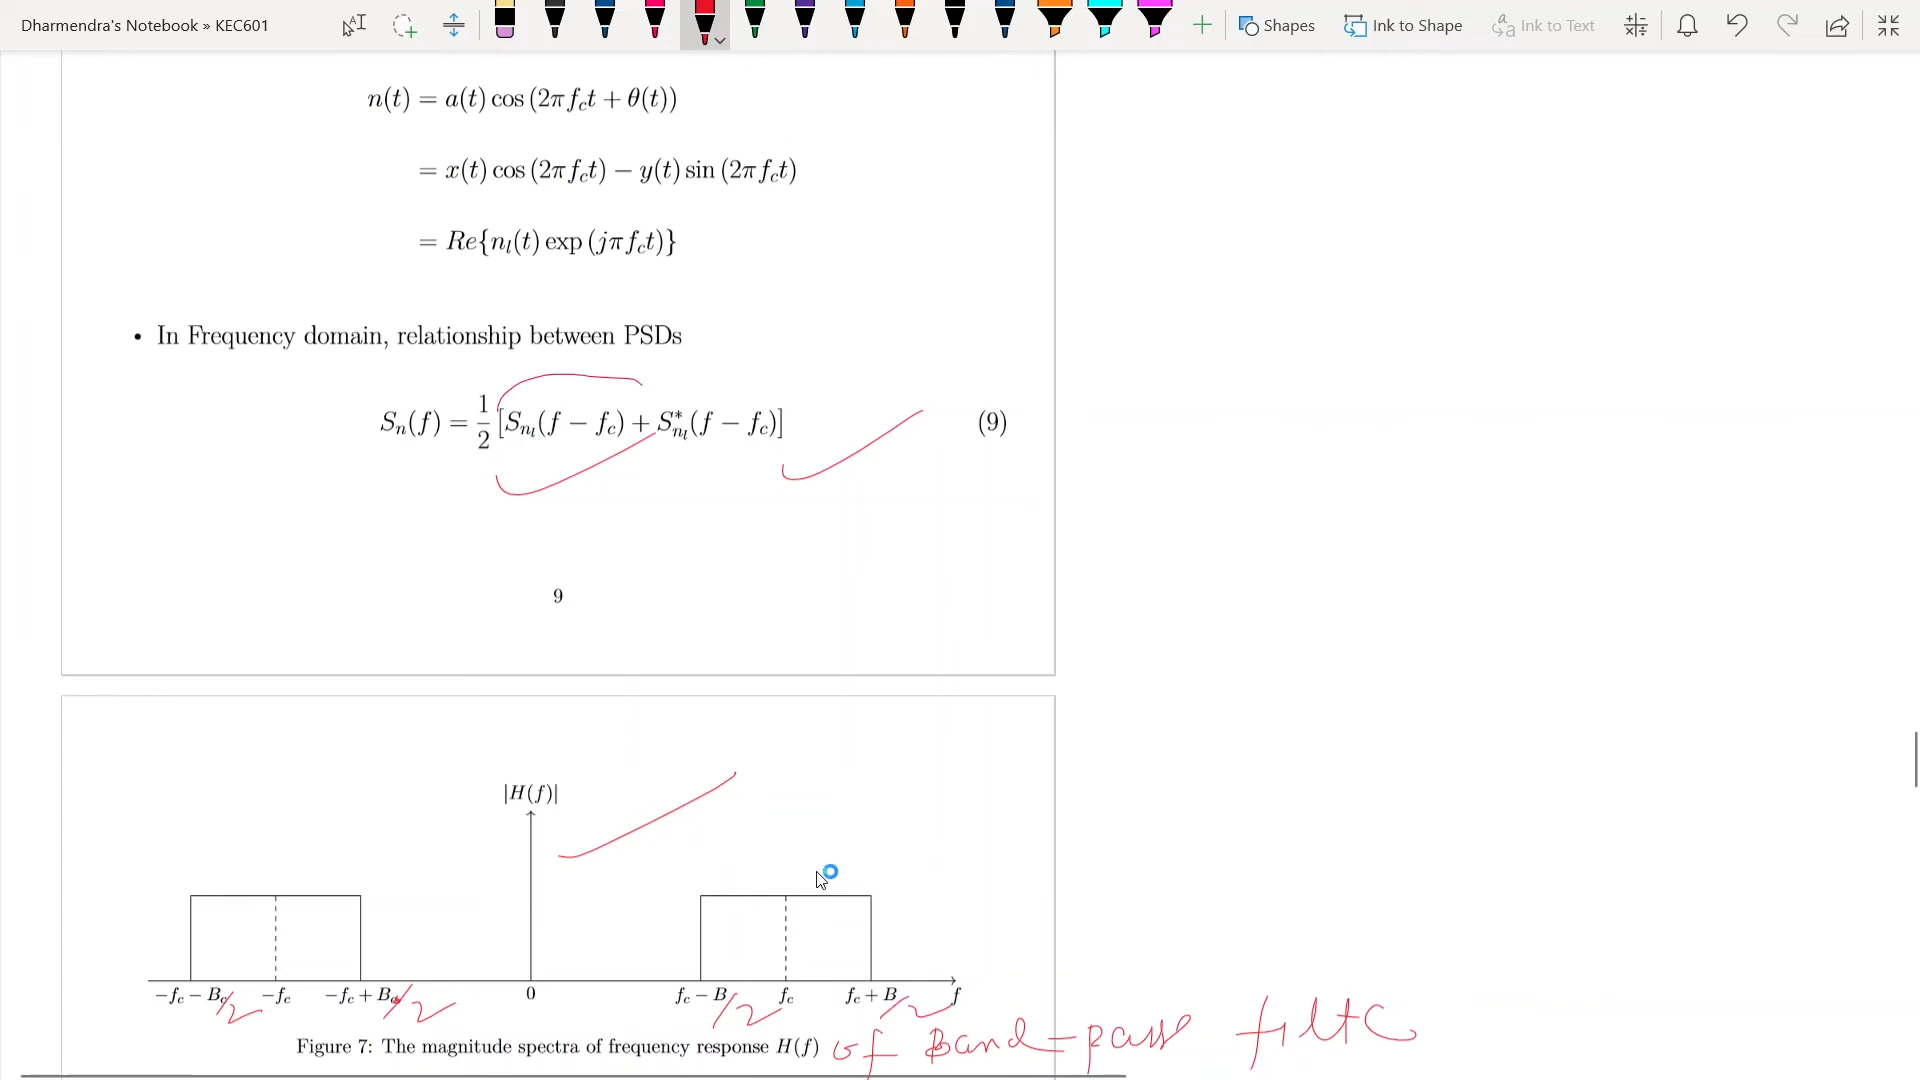 Dharmendra's Notebook » KEC601
Shapes
Ink to Shape
Ink to Text
n(t) = a(t) cos (2πf_c t + θ(t))
= x(t) cos (2πf_c t) − y(t) sin (2πf_c t)
= Re{n_l(t) exp (jπf_c t)}
• In Frequency domain, relationship between PSDs
S_n(f) = 1/2 [S_{n_l}(f − f_c) + S*_{n_l}(f − f_c)] (9)
9
|H(f)|
−f_c − B_c/2 −f_c −f_c + B_c/2 0 f_c − B/2 f_c f_c + B/2 f
Figure 7: The magnitude spectra of frequency response H(f) of Band-pass